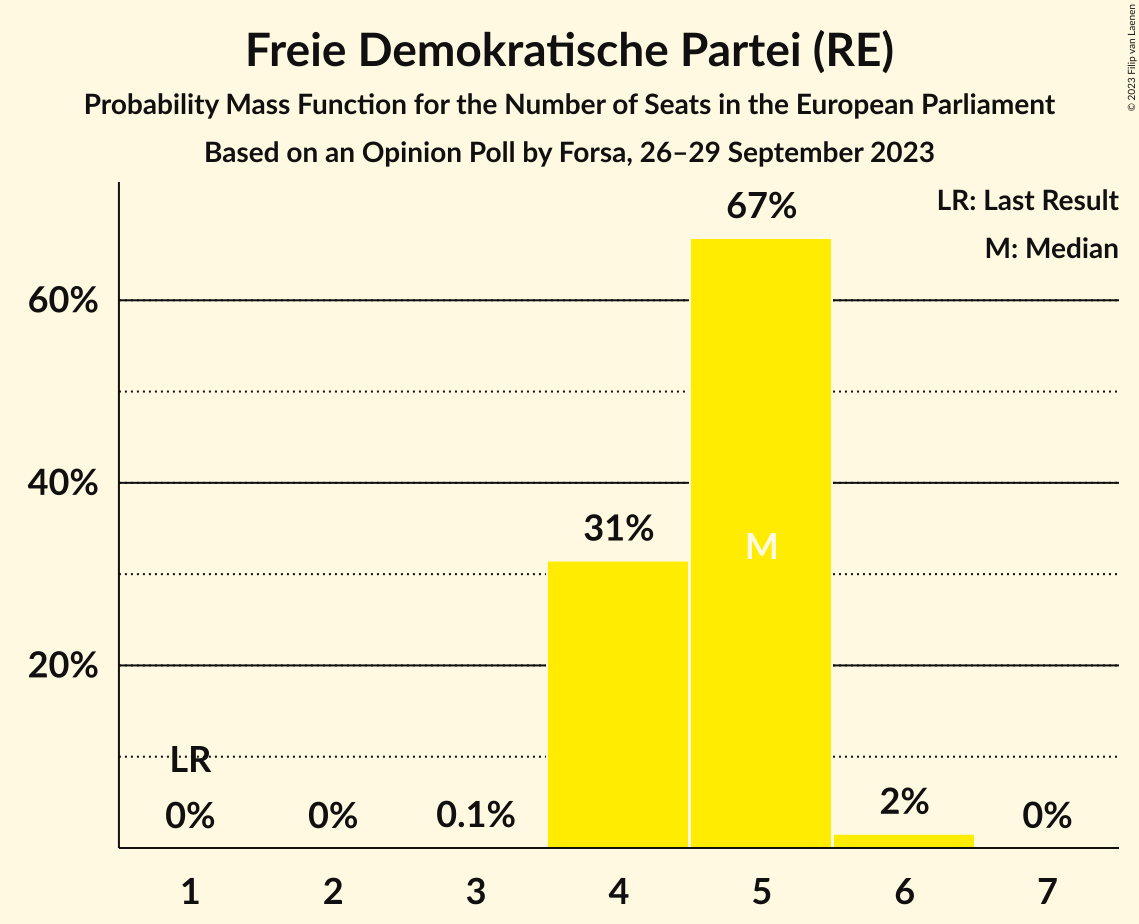 Freie Demokratische Partei (RE)
Probability Mass Function for the Number of Seats in the European Parliament
Based on an Opinion Poll by Forsa, 26–29 September 2023
© 2023 Filip van Laenen
LR: Last Result
M: Median
67%
60%
40%
31%
M
20%
LR
0%
0%
0.1%
2%
0%
1 2 3 4 5 6 7